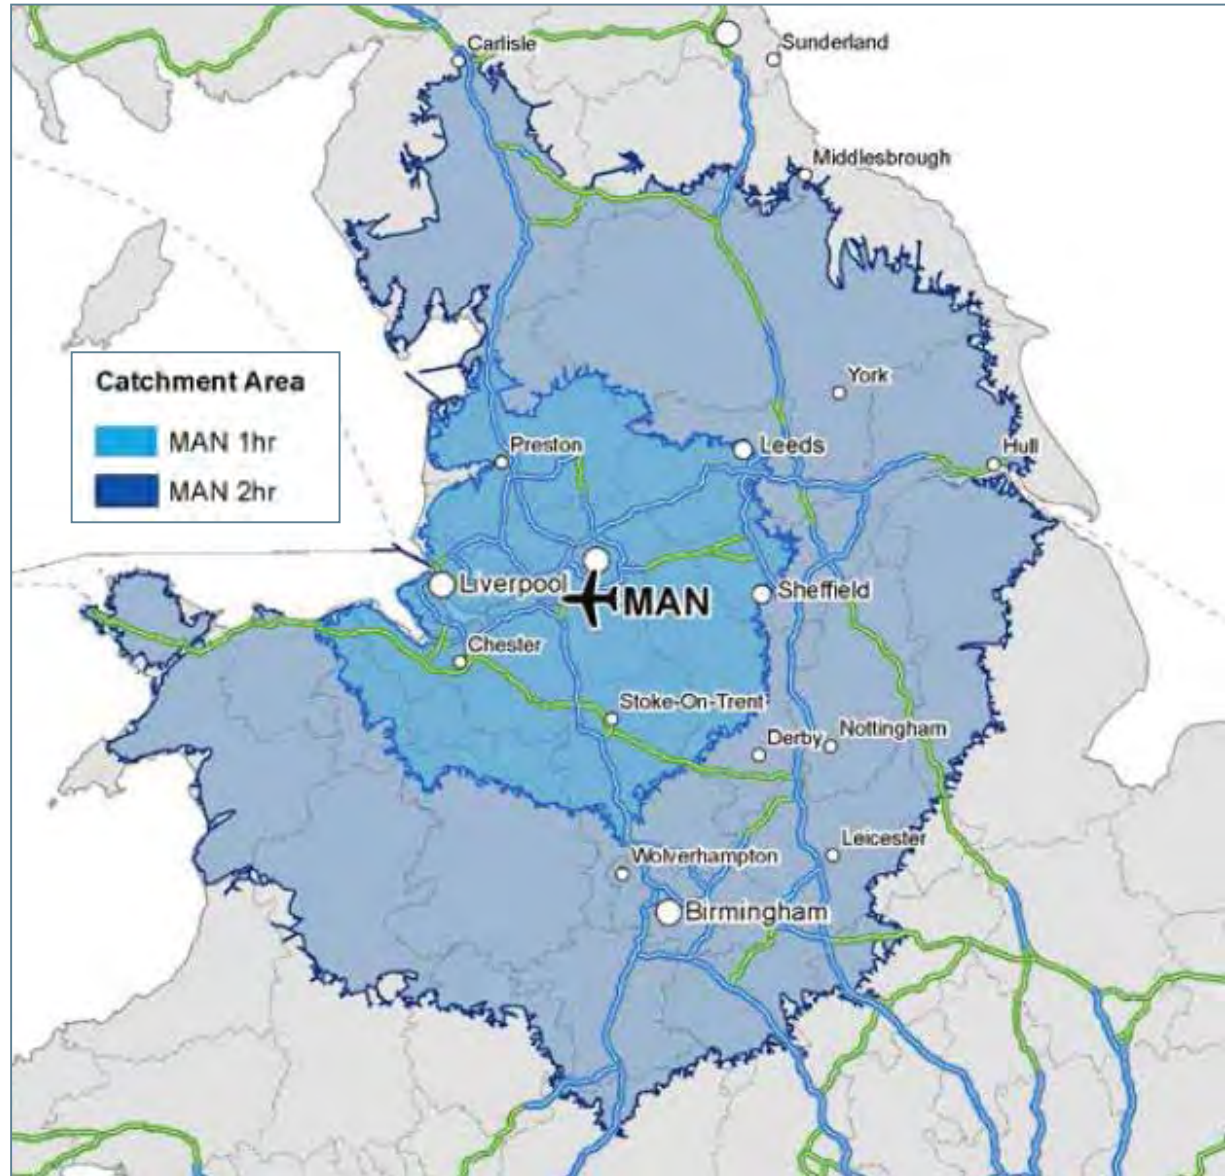 Carlisle
Sunderland
Middlesbrough
Catchment Area
MAN 1hr
MAN 2hr
York
Preston
Leeds
Hull
Liverpool
MAN
Sheffield
Chester
Stoke-On-Trent
Derby
Nottingham
Leicester
Wolverhampton
Birmingham